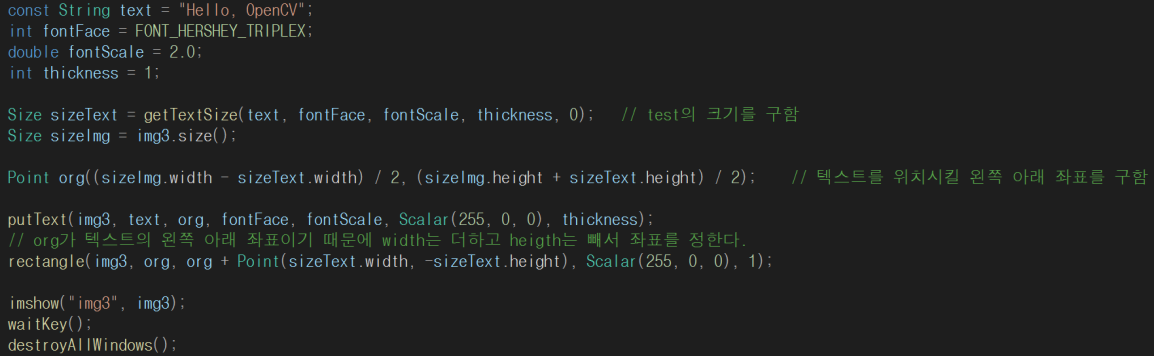 const String text = "Hello, OpenCV";
int fontFace = FONT_HERSHEY_TRIPLEX;
double fontScale = 2.0;
int thickness = 1;
Size sizeText = getTextSize(text, fontFace, fontScale, thickness, 0);   // test의 크기를 구함
Size sizeImg = img3.size();
Point org((sizeImg.width - sizeText.width) / 2, (sizeImg.height + sizeText.height) / 2);    // 텍스트를 위치시킬 왼쪽 아래 좌표를 구함
putText(img3, text, org, fontFace, fontScale, Scalar(255, 0, 0), thickness);
// org가 텍스트의 왼쪽 아래 좌표이기 때문에 width는 더하고 heigth는 빼서 좌표를 정한다.
rectangle(img3, org, org + Point(sizeText.width, -sizeText.height), Scalar(255, 0, 0), 1);
imshow("img3", img3);
waitKey();
destroyAllWindows();